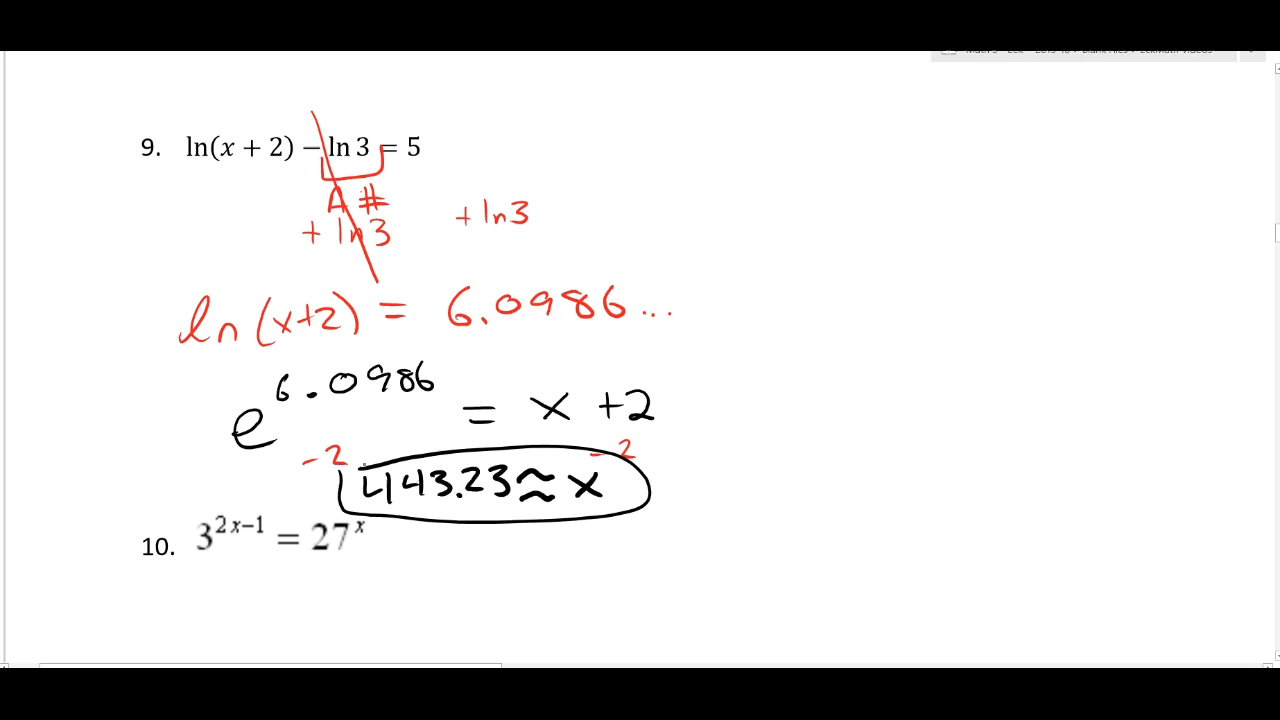 9. ln(x + 2) − ln 3 = 5
A #
+ ln3 + ln3
ln (x+2) = 6.0986...
e^6.0986 = x +2
-2 -2
443.23 ≈ x
10. 3^{2x−1} = 27^x